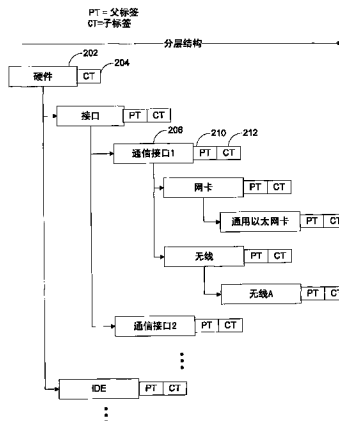 PT = 父标签
CT=子标签
分层结构
202
硬件 CT 204
接口 PT CT
206 210 212
通信接口1 PT CT
网卡 PT CT
通用以太网卡 PT CT
无线 PT CT
无线A PT CT
通信接口2 PT CT
IDE PT CT